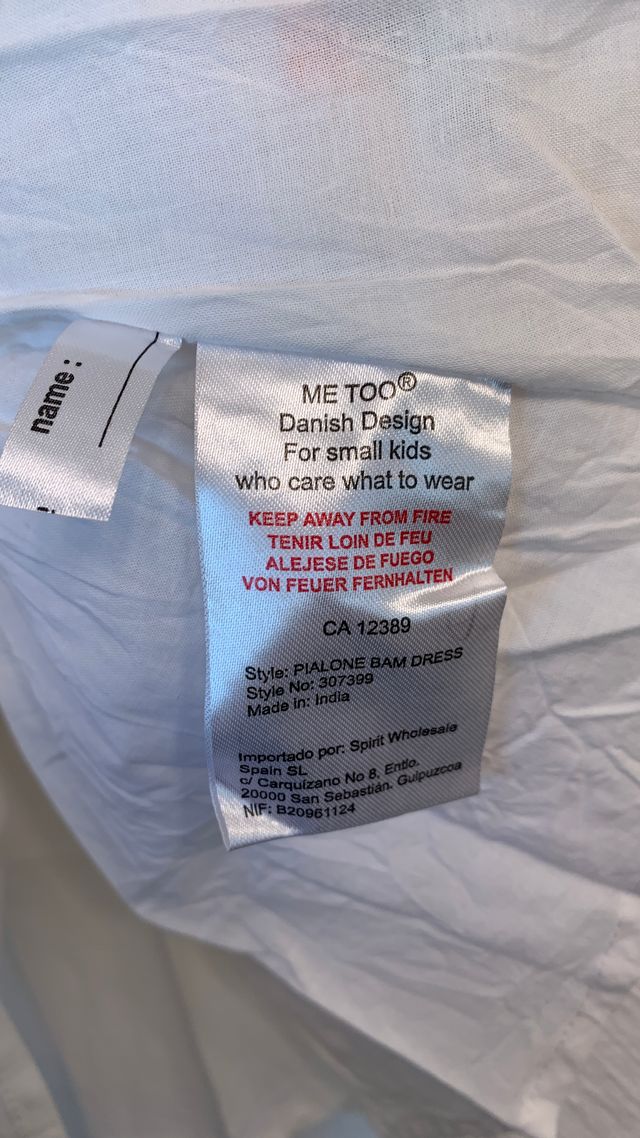 name :
ME TOO®
Danish Design
For small kids
who care what to wear
KEEP AWAY FROM FIRE
TENIR LOIN DE FEU
ALEJESE DE FUEGO
VON FEUER FERNHALTEN
CA 12389
Style: PIALONE BAM DRESS
Style No: 307399
Made in: India
Importado por: Spirit Wholesale
Spain SL
c/ Carquízano No 8, Entlo.
20000 San Sebastián. Guipuzcoa
NIF: B20961124